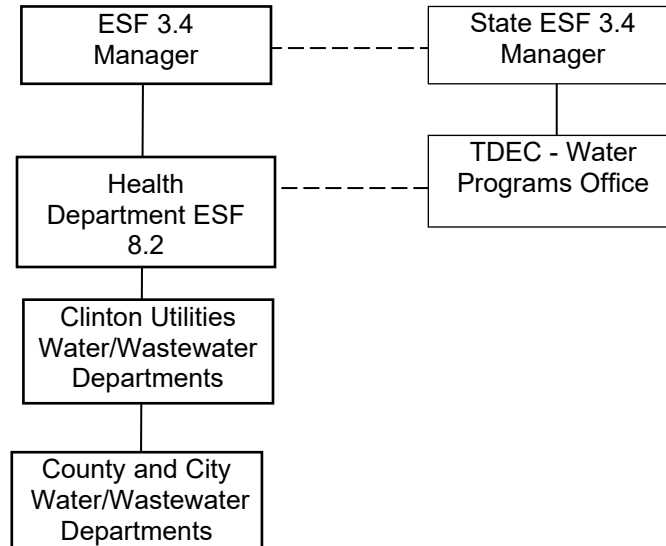 ESF 3.4
Manager
State ESF 3.4
Manager
Health
Department ESF
8.2
TDEC - Water
Programs Office
Clinton Utilities
Water/Wastewater
Departments
County and City
Water/Wastewater
Departments